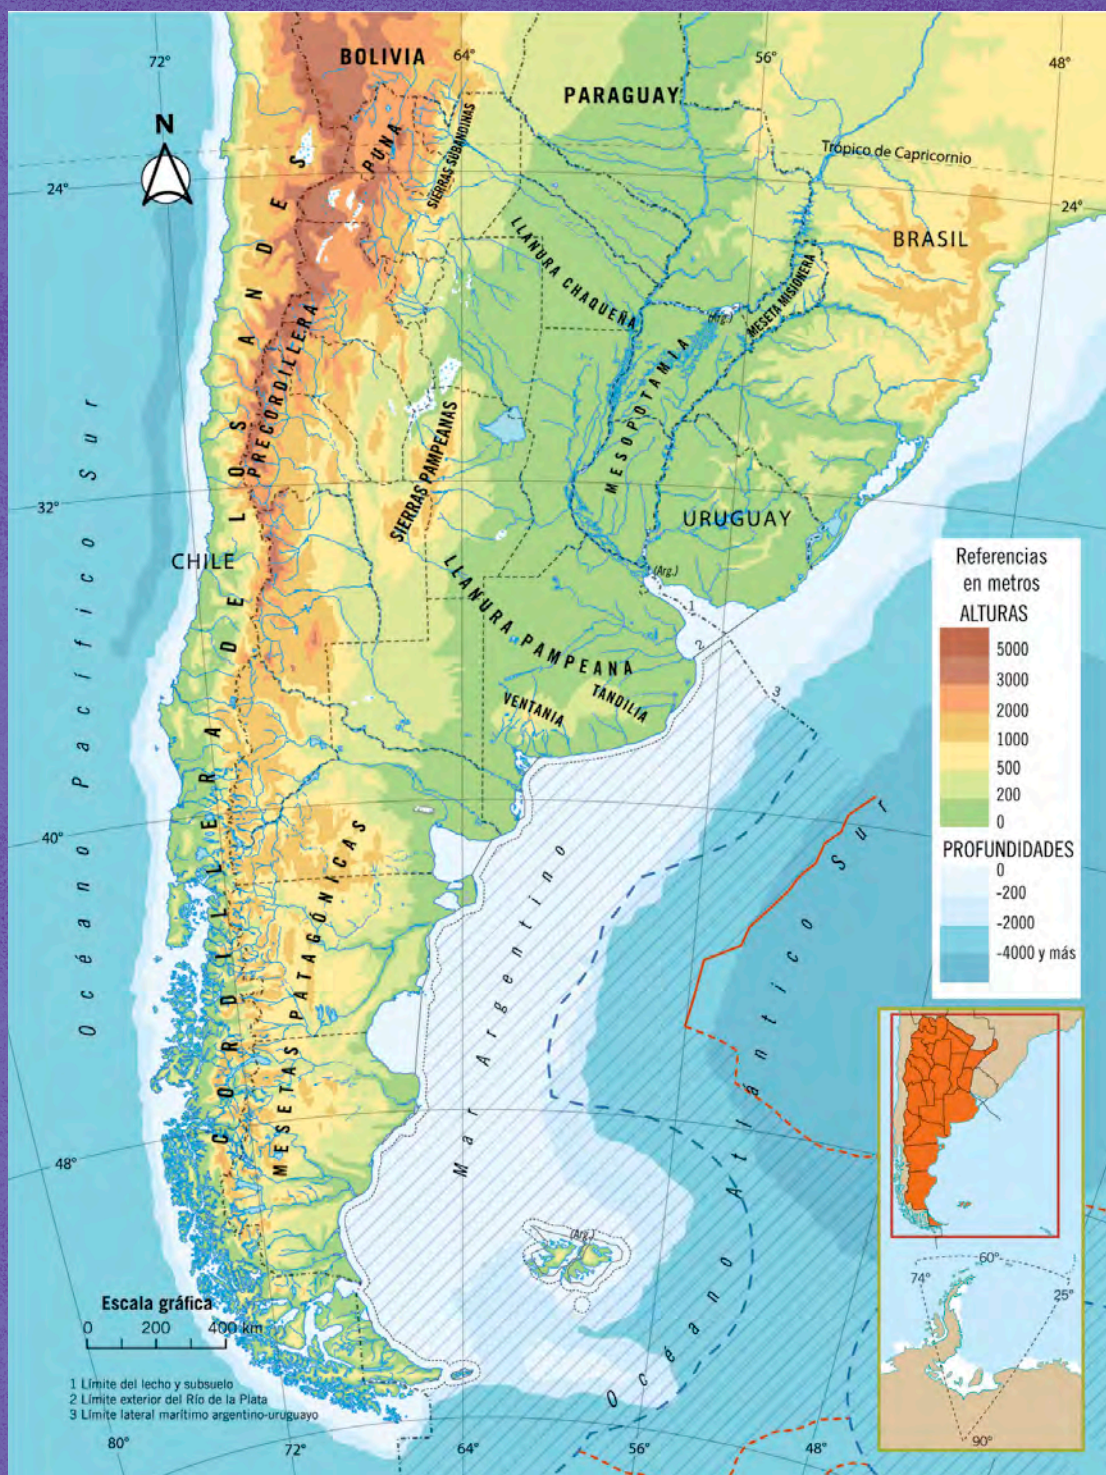 BOLIVIA
72°
64°
56°
48°
PARAGUAY
N
PUNA
SIERRAS SUBANDINAS
Trópico de Capricornio
24°
24°
BRASIL
LLANURA CHAQUEÑA
MESETA MISIONERA
(Arg.)
MESOPOTAMIA
CORDILLERA DE LOS ANDES
PRECORDILLERA
SIERRAS PAMPEANAS
Océano Pacífico Sur
32°
URUGUAY
CHILE
(Arg.)
LLANURA PAMPEANA
1
2
3
VENTANIA
TANDILIA
Referencias
en metros
ALTURAS
5000
3000
2000
1000
500
200
0
PROFUNDIDADES
0
-200
-2000
-4000 y más
40°
MESETAS PATAGÓNICAS
Mar Argentino
Océano Atlántico Sur
48°
(Arg.)
Escala gráfica
0 200 400 km
1 Límite del lecho y subsuelo
2 Límite exterior del Río de la Plata
3 Límite lateral marítimo argentino-uruguayo
80°
72°
64°
56°
48°
60°
74°
25°
90°